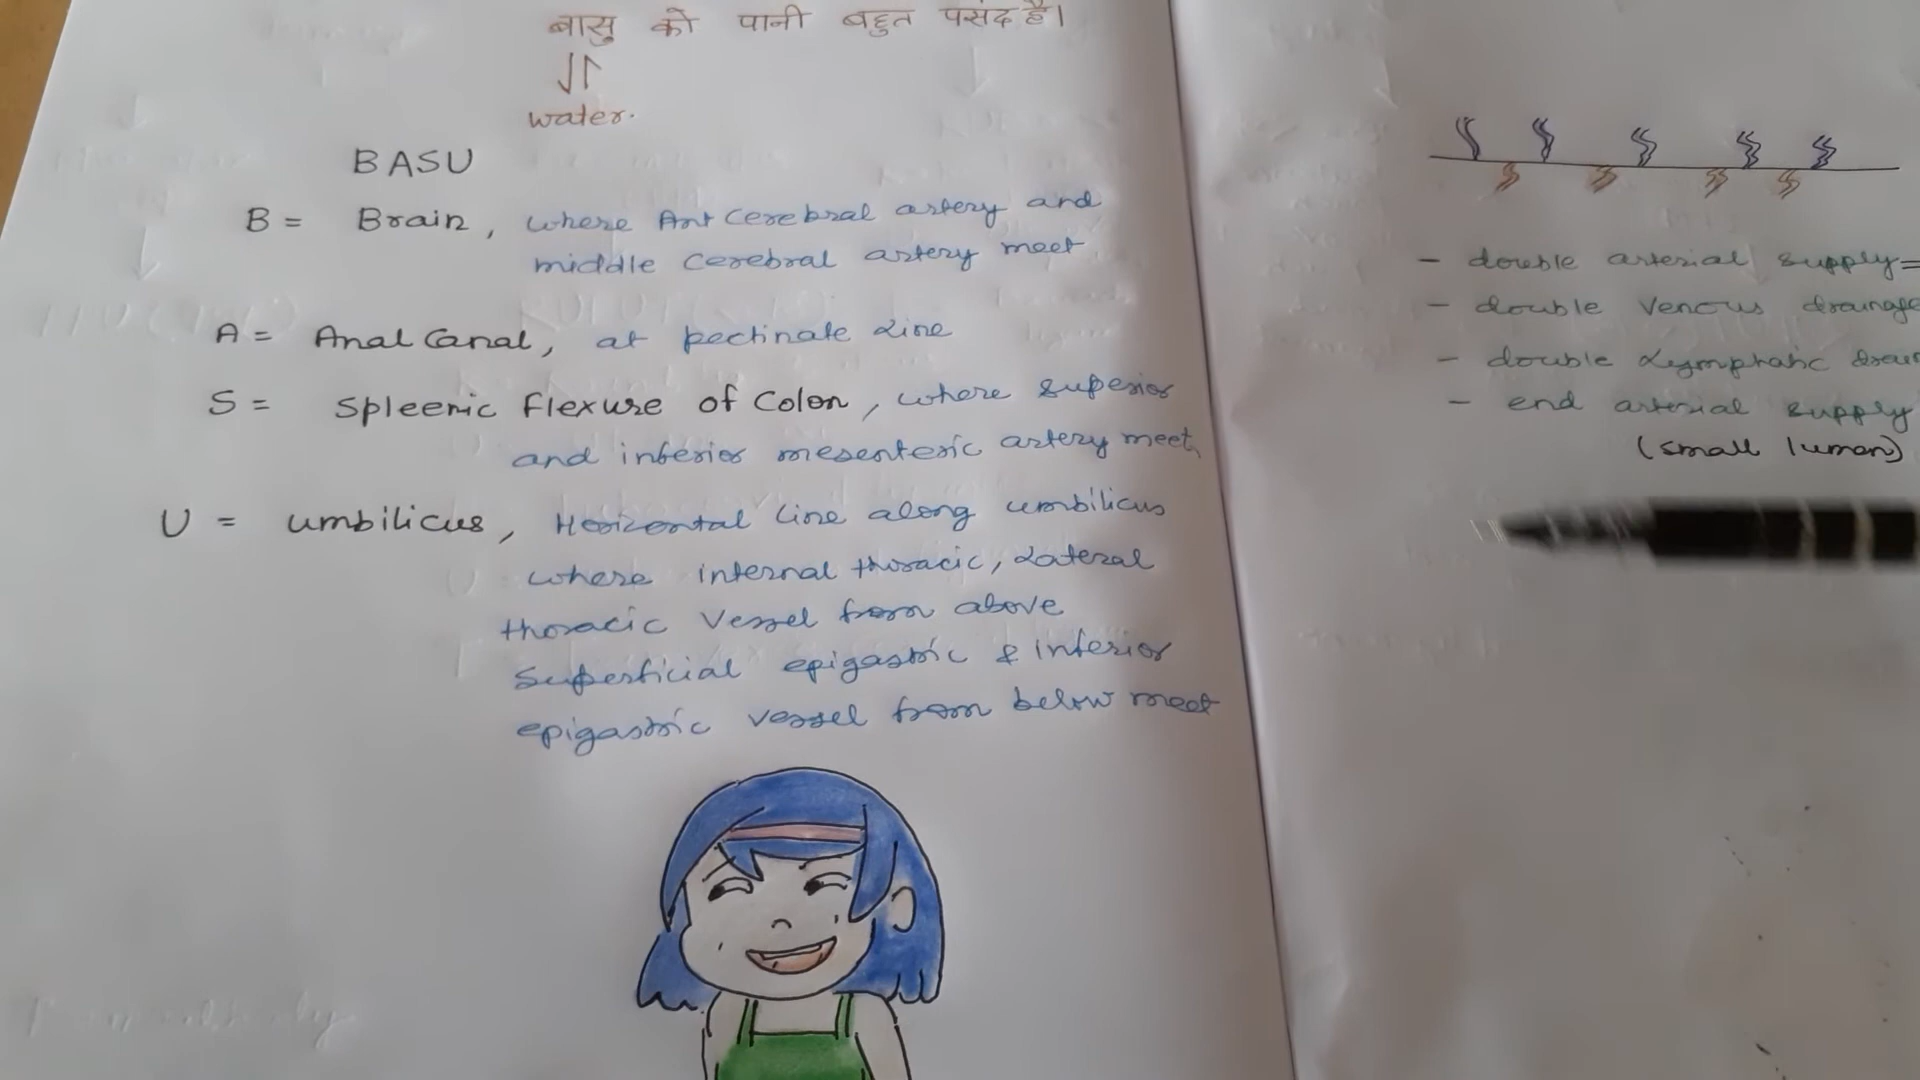 बासु को पानी बहुत पसंद है।
water.
BASU
B = Brain, where Ant cerebral artery and
middle cerebral artery meet
A = Anal Canal, at pectinate Line
S = Spleenic flexure of Colon, where superior
and inferior mesenteric artery meet,
U = umbilicus, Horizontal line along umbilicus
where internal thoracic, Lateral
thoracic vessel from above
superficial epigastric & inferior
epigastric vessel from below meet
- double arterial supply=
- double venous drainage
- double Lymphatic
- end arterial supply
(small lumen)